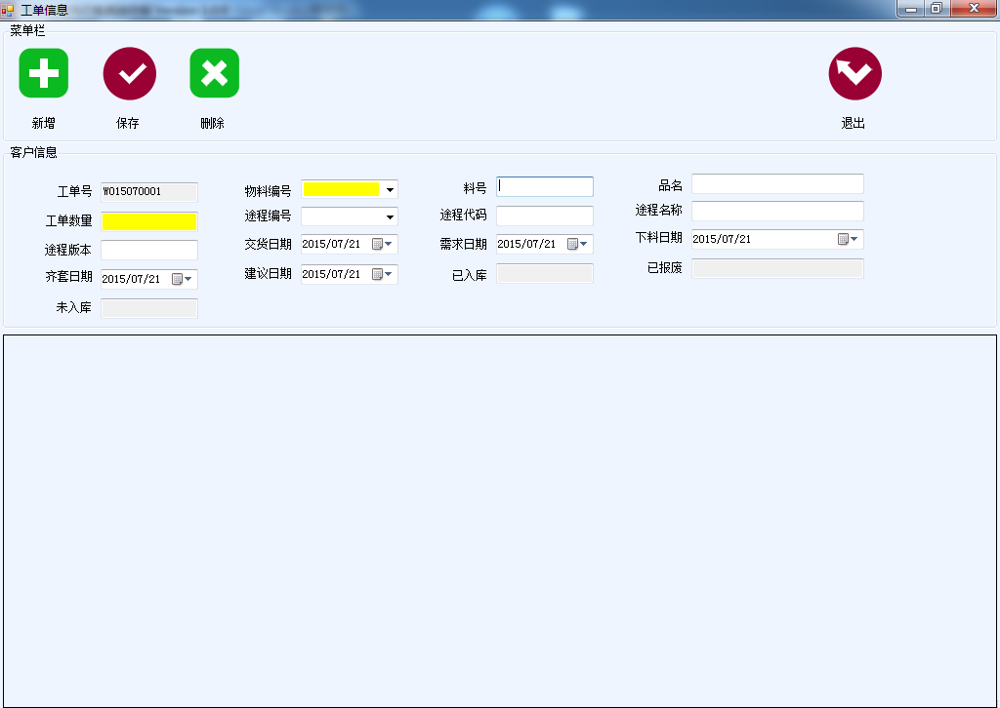 工单信息
菜单栏
新增 保存 删除 退出
客户信息
工单号 WO15070001 物料编号 料号 品名
工单数量 途程编号 途程代码 途程名称
途程版本 交货日期 2015/07/21 需求日期 2015/07/21 下料日期 2015/07/21
齐套日期 2015/07/21 建议日期 2015/07/21 已入库 已报废
未入库